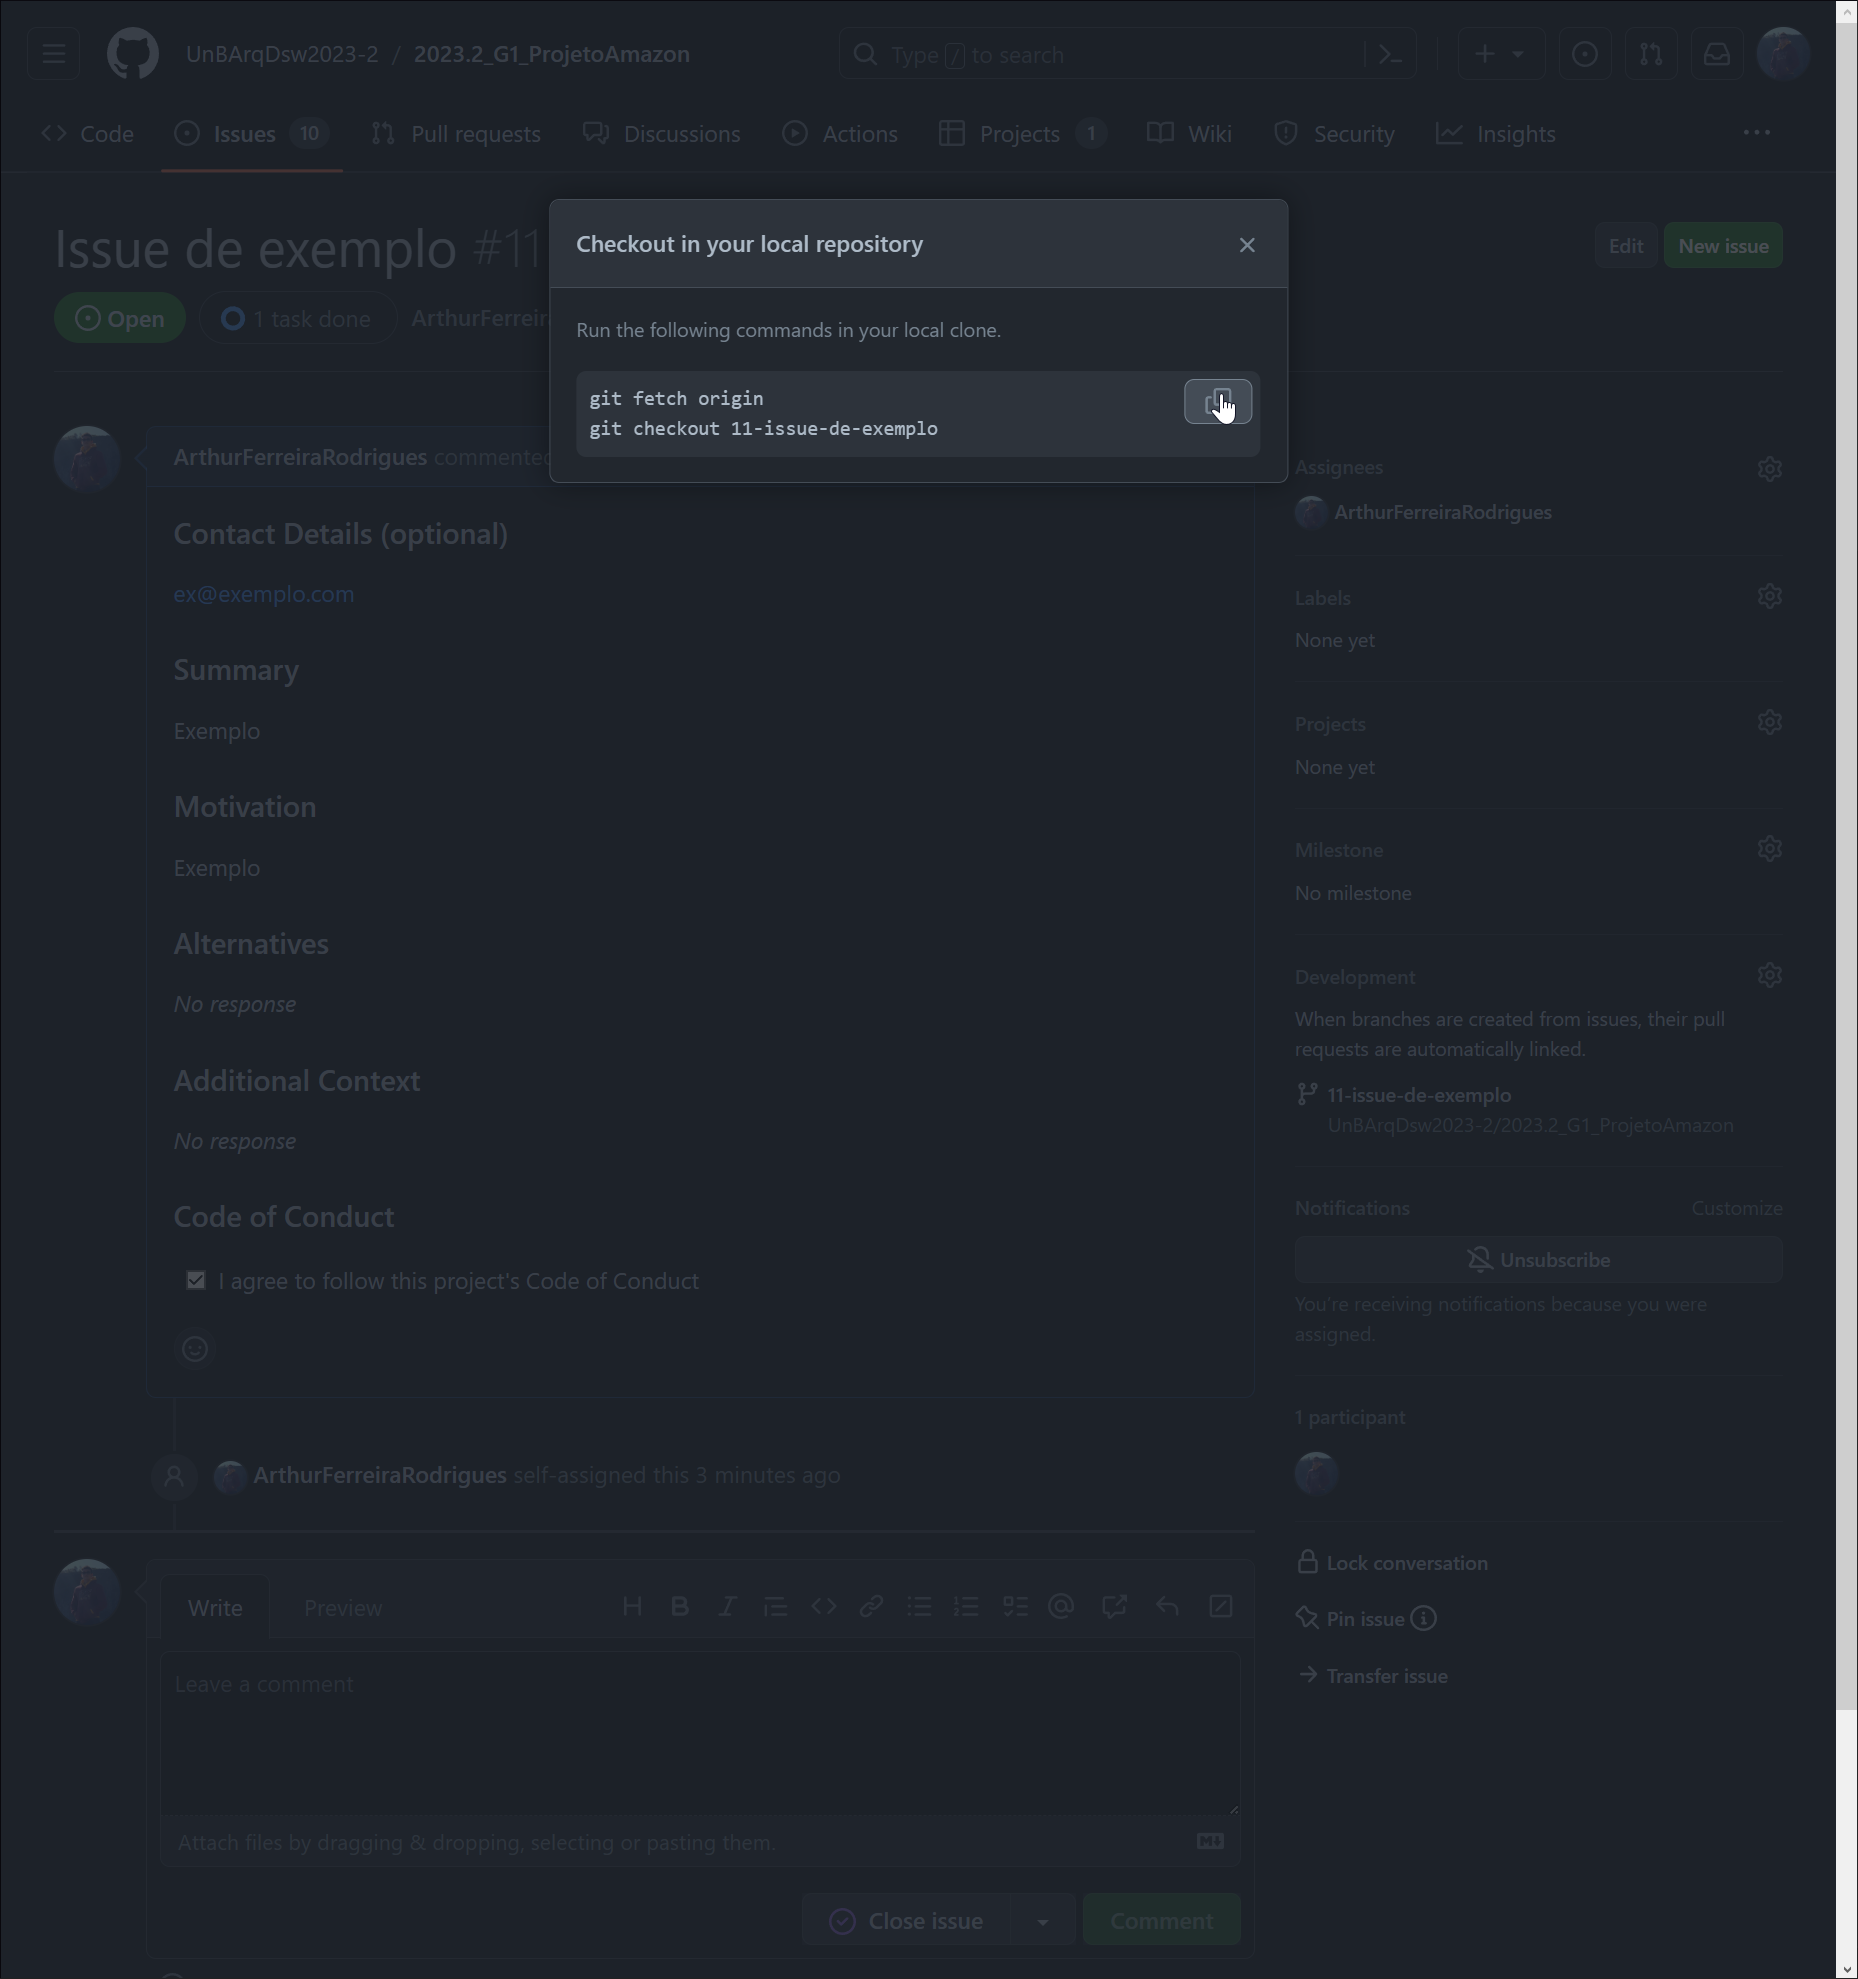 UnBArqDsw2023-2 / 2023.2_G1_ProjetoAmazon
Type / to search
Code
Issues 10
Pull requests
Discussions
Actions
Projects 1
Wiki
Security
Insights
Issue de exemplo #11
Edit
New issue
Open
1 task done
Checkout in your local repository
Run the following commands in your local clone.
git fetch origin
git checkout 11-issue-de-exemplo
ArthurFerreiraRodrigues commented
Contact Details (optional)
ex@exemplo.com
Summary
Exemplo
Motivation
Exemplo
Alternatives
No response
Additional Context
No response
Code of Conduct
I agree to follow this project's Code of Conduct
ArthurFerreiraRodrigues self-assigned this 3 minutes ago
Write
Preview
Leave a comment
Attach files by dragging & dropping, selecting or pasting them.
Close issue
Comment
Assignees
ArthurFerreiraRodrigues
Labels
None yet
Projects
None yet
Milestone
No milestone
Development
When branches are created from issues, their pull
requests are automatically linked.
11-issue-de-exemplo
UnBArqDsw2023-2/2023.2_G1_ProjetoAmazon
Notifications
Customize
Unsubscribe
You're receiving notifications because you were
assigned.
1 participant
Lock conversation
Pin issue
Transfer issue